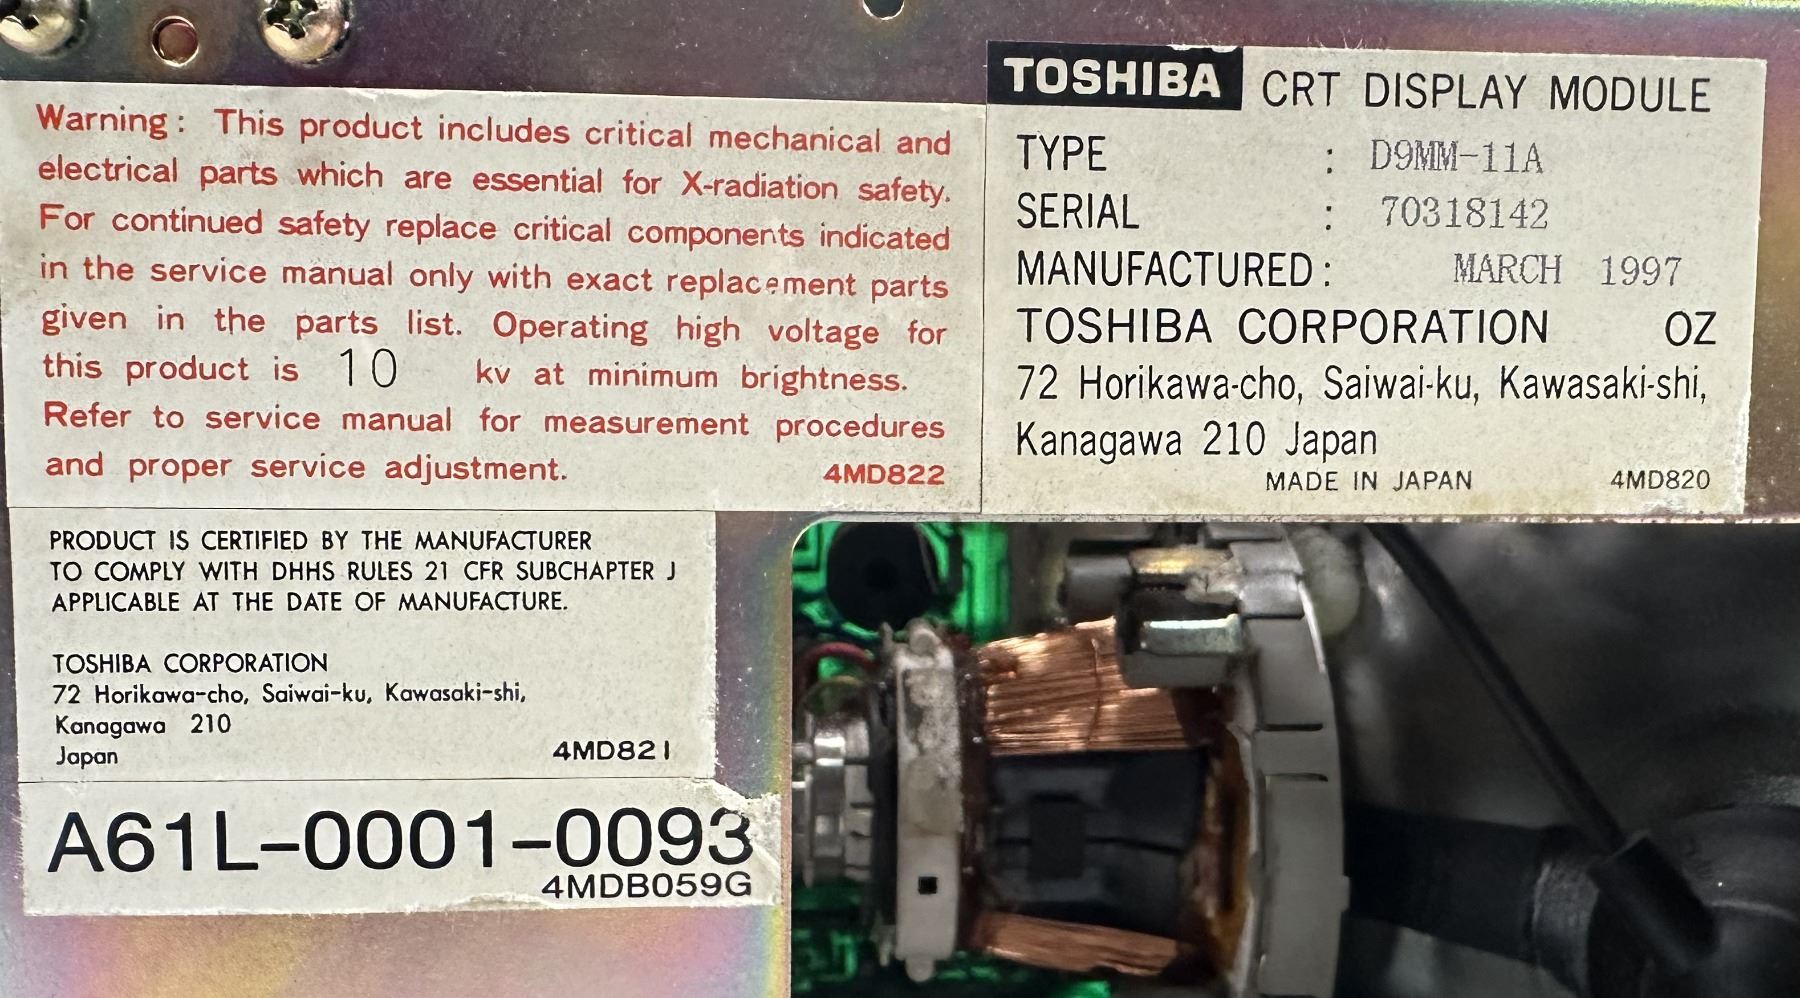 Warning: This product includes critical mechanical and
electrical parts which are essential for X-radiation safety.
For continued safety replace critical components indicated
in the service manual only with exact replacement parts
given in the parts list. Operating high voltage for
this product is 10 kv at minimum brightness.
Refer to service manual for measurement procedures
and proper service adjustment. 4MD822
TOSHIBA CRT DISPLAY MODULE
TYPE : D9MM-11A
SERIAL : 70318142
MANUFACTURED: MARCH 1997
TOSHIBA CORPORATION OZ
72 Horikawa-cho, Saiwai-ku, Kawasaki-shi,
Kanagawa 210 Japan
MADE IN JAPAN 4MD820
PRODUCT IS CERTIFIED BY THE MANUFACTURER
TO COMPLY WITH DHHS RULES 21 CFR SUBCHAPTER J
APPLICABLE AT THE DATE OF MANUFACTURE.
TOSHIBA CORPORATION
72 Horikawa-cho, Saiwai-ku, Kawasaki-shi,
Kanagawa 210
Japan 4MD821
A61L-0001-0093
4MDB059G